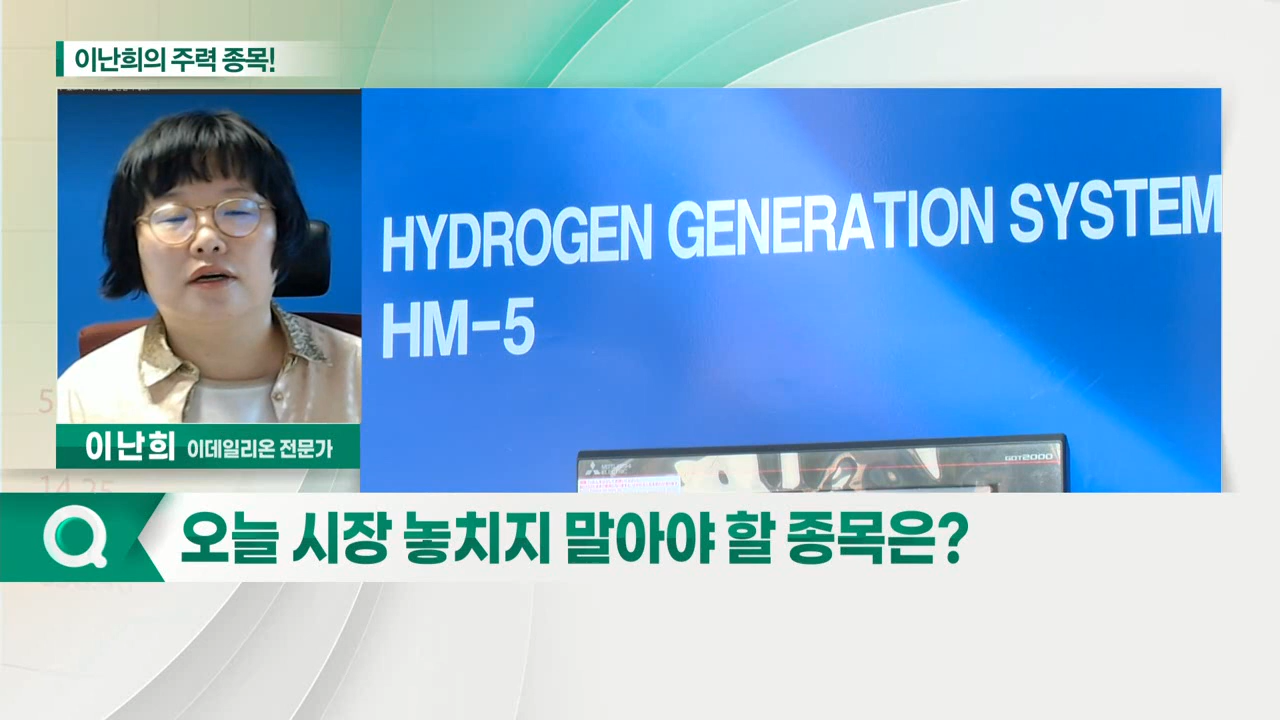 이난희의 주력 종목!
HYDROGEN GENERATION SYSTEM
HM-5
MITSUBISHI
ELECTRIC
GOT2000
이난희 이데일리온 전문가
Q 오늘 시장 놓치지 말아야 할 종목은?